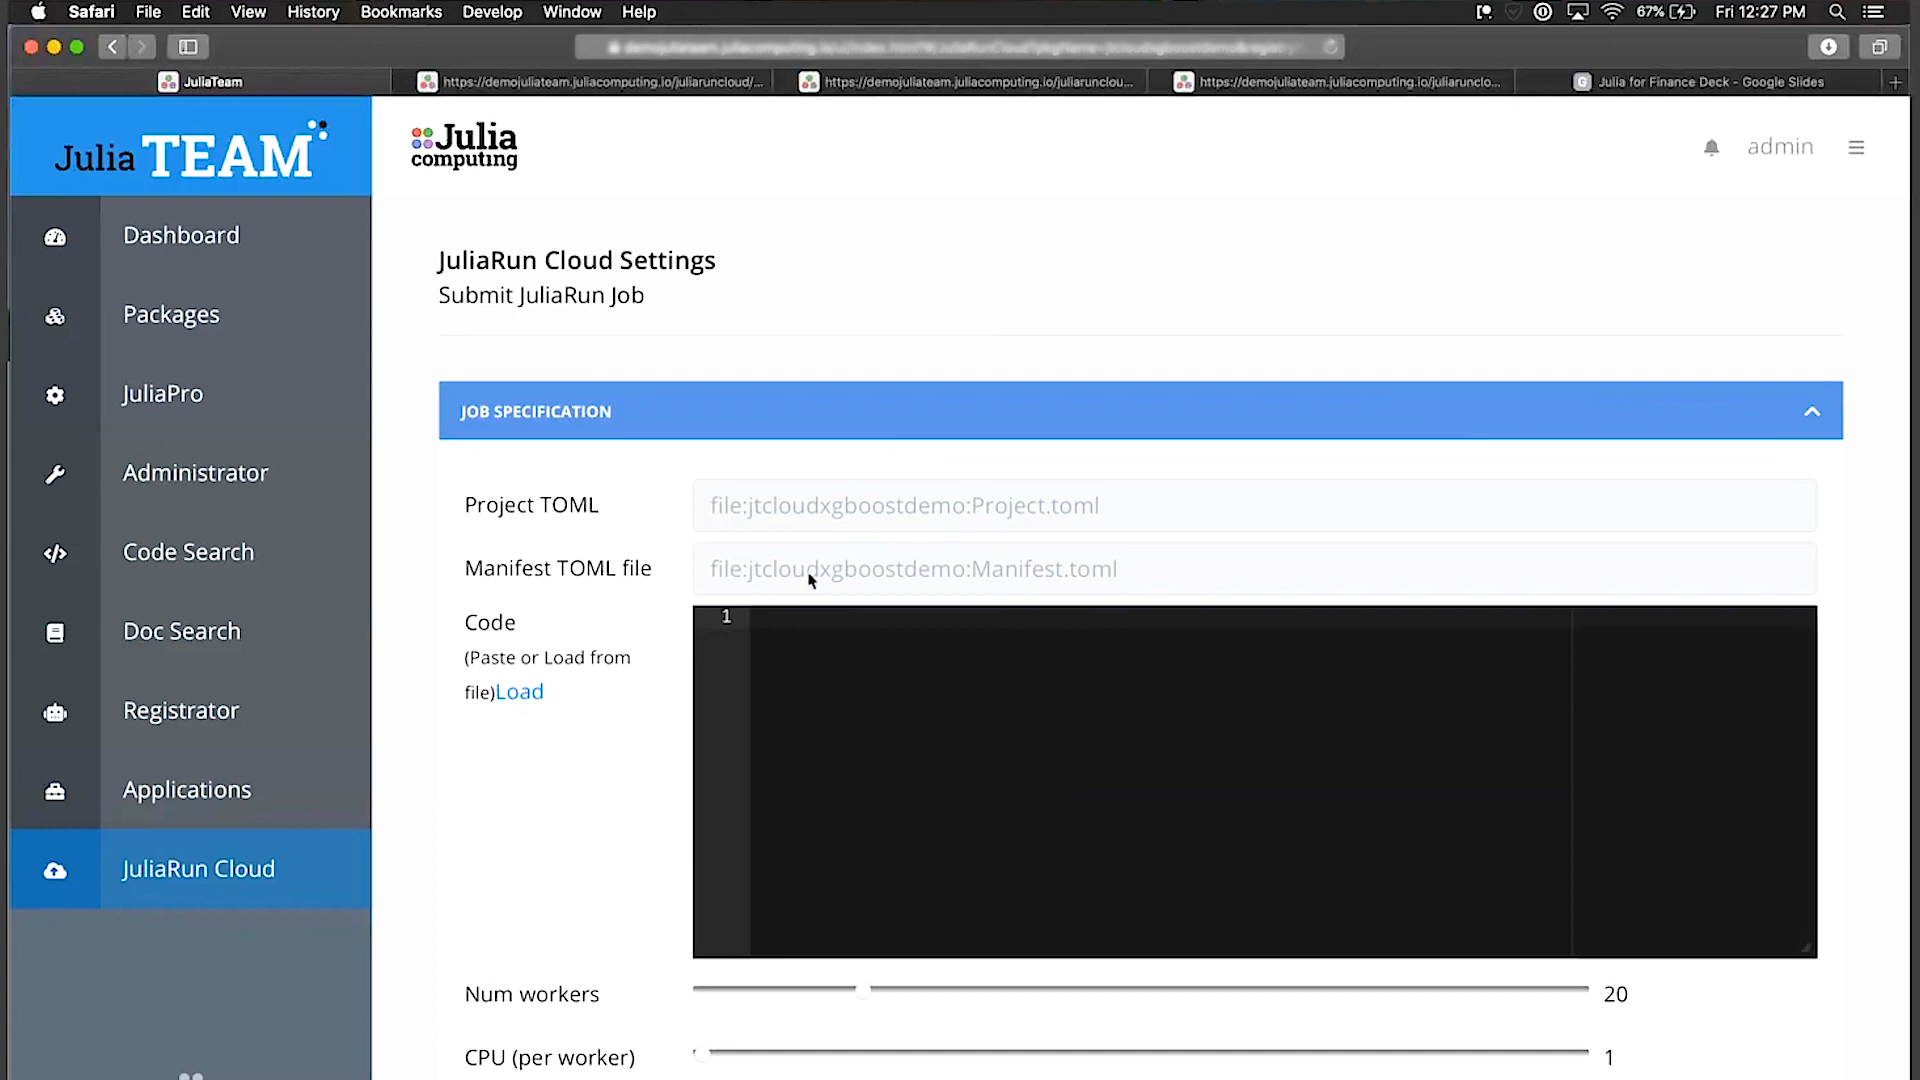 Safari File Edit View History Bookmarks Develop Window Help 67% Fri 12:27 PM
JuliaTeam https://demojuliateam.juliacomputing.io/juliaruncloud/... https://demojuliateam.juliacomputing.io/juliarunclou... https://demojuliateam.juliacomputing.io/juliarunclo... G Julia for Finance Deck - Google Slides +
Julia TEAM
Julia
computing
admin
Dashboard
Packages
JuliaPro
Administrator
Code Search
Doc Search
Registrator
Applications
JuliaRun Cloud
JuliaRun Cloud Settings
Submit JuliaRun Job
JOB SPECIFICATION
Project TOML file:jtcloudxgboostdemo:Project.toml
Manifest TOML file file:jtcloudxgboostdemo:Manifest.toml
Code
(Paste or Load from
file)Load
1
Num workers 20
CPU (per worker) 1